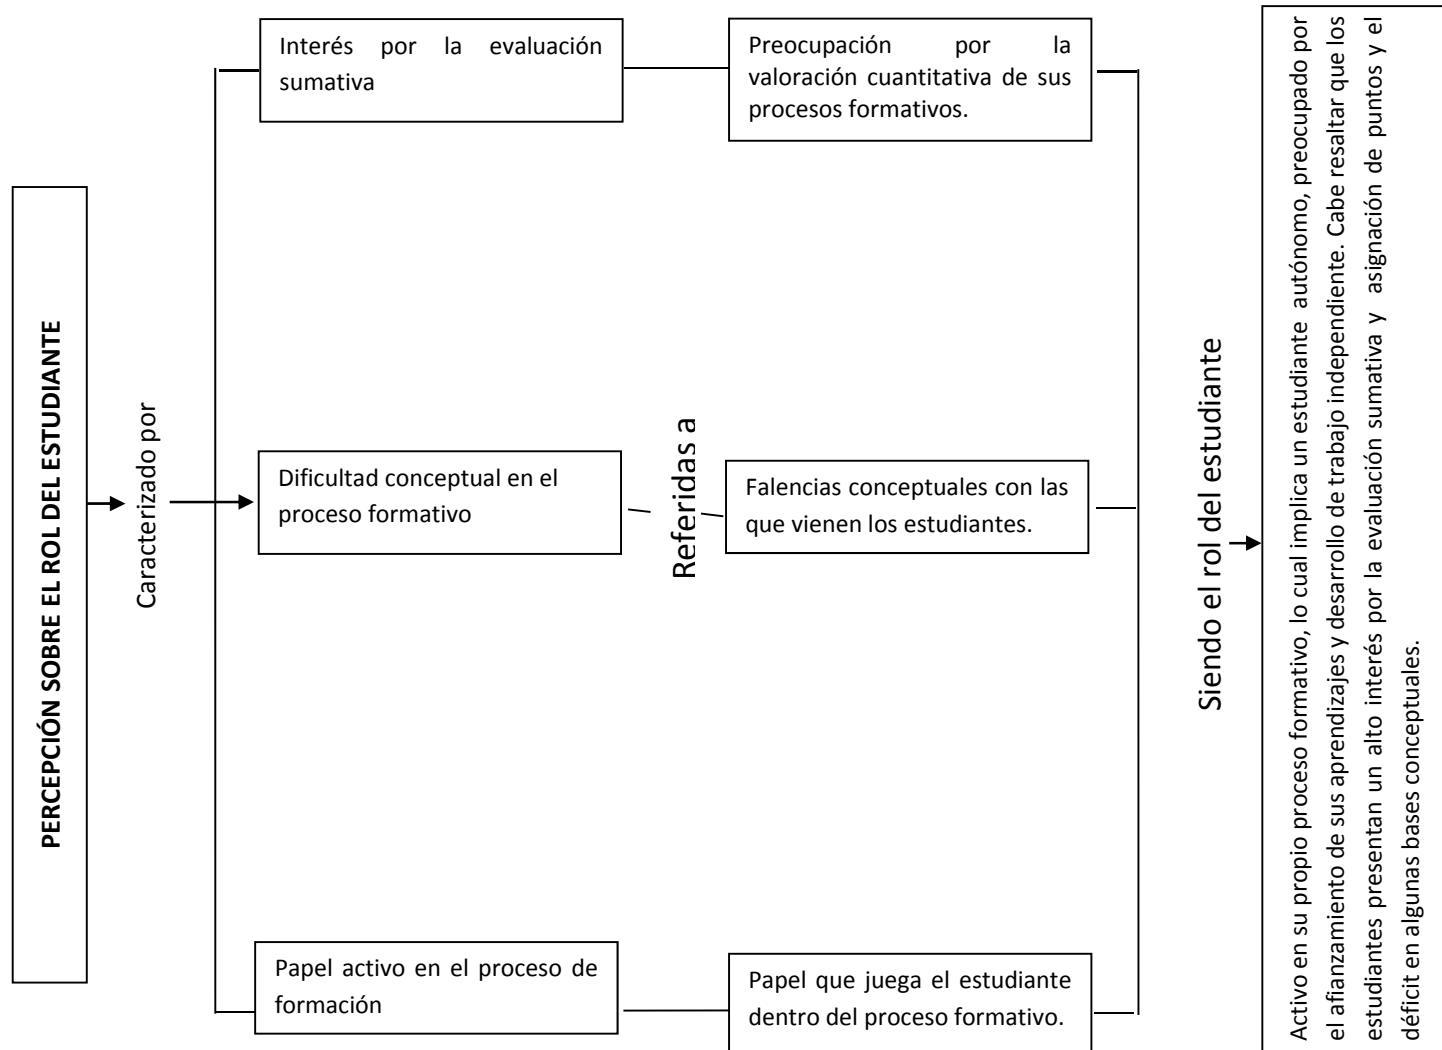 PERCEPCIÓN SOBRE EL ROL DEL ESTUDIANTE
Caracterizado por
Interés por la evaluación
sumativa
Preocupación por la
valoración cuantitativa de sus
procesos formativos.
Dificultad conceptual en el
proceso formativo
Referidas a
Falencias conceptuales con las
que vienen los estudiantes.
Papel activo en el proceso de
formación
Papel que juega el estudiante
dentro del proceso formativo.
Siendo el rol del estudiante
Activo en su propio proceso formativo, lo cual implica un estudiante autónomo, preocupado por
el afianzamiento de sus aprendizajes y desarrollo de trabajo independiente. Cabe resaltar que los
estudiantes presentan un alto interés por la evaluación sumativa y asignación de puntos y el
déficit en algunas bases conceptuales.